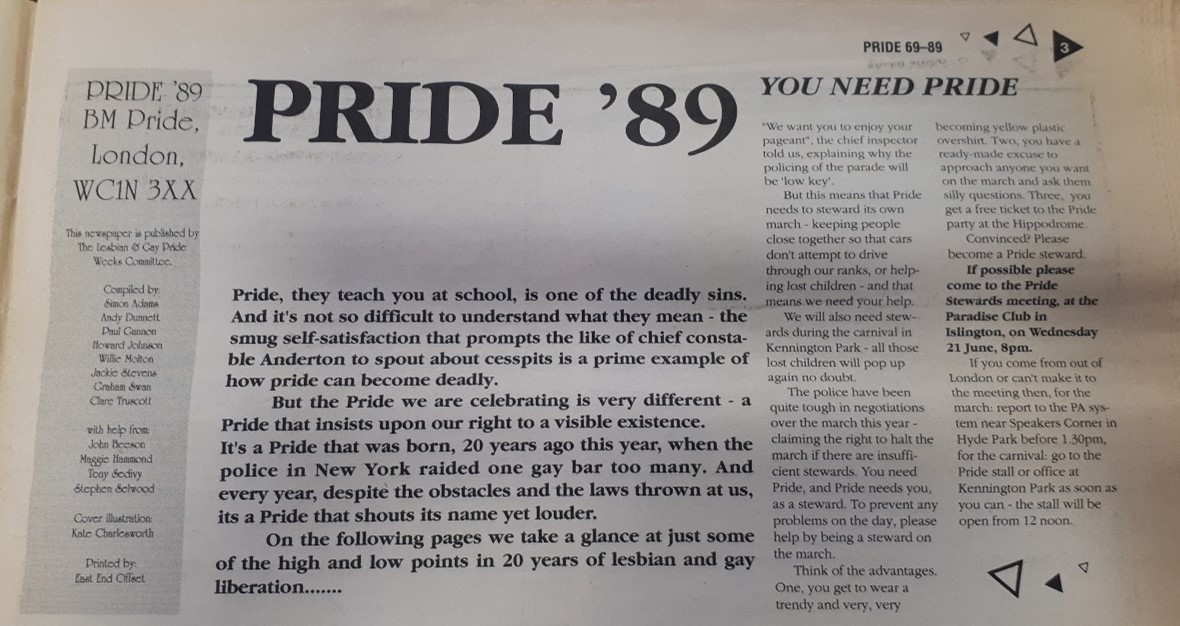 PRIDE 69–89
3
PRIDE '89
BM Pride,
London,
WC1N 3XX
This newspaper is published by
The Lesbian & Gay Pride
Weeks Committee.
Compiled by:
Simon Adams
Andy Dunnett
Paul Gannon
Howard Johnson
Willie Molton
Jackie Stevens
Graham Swan
Clare Truscott
with help from:
John Beeson
Maggie Hammond
Tony Sedivy
Stephen Selwood
Cover illustration:
Kate Charlesworth
Printed by:
East End Offset
PRIDE '89
Pride, they teach you at school, is one of the deadly sins.
And it's not so difficult to understand what they mean - the
smug self-satisfaction that prompts the like of chief consta-
ble Anderton to spout about cesspits is a prime example of
how pride can become deadly.
But the Pride we are celebrating is very different - a
Pride that insists upon our right to a visible existence.
It's a Pride that was born, 20 years ago this year, when the
police in New York raided one gay bar too many. And
every year, despite the obstacles and the laws thrown at us,
its a Pride that shouts its name yet louder.
On the following pages we take a glance at just some
of the high and low points in 20 years of lesbian and gay
liberation.......
YOU NEED PRIDE
"We want you to enjoy your
pageant", the chief inspector
told us, explaining why the
policing of the parade will
be 'low key'.
But this means that Pride
needs to steward its own
march - keeping people
close together so that cars
don't attempt to drive
through our ranks, or help-
ing lost children - and that
means we need your help.
We will also need stew-
ards during the carnival in
Kennington Park - all those
lost children will pop up
again no doubt.
The police have been
quite tough in negotiations
over the march this year -
claiming the right to halt the
march if there are insuffi-
cient stewards. You need
Pride, and Pride needs you,
as a steward. To prevent any
problems on the day, please
help by being a steward on
the march.
Think of the advantages.
One, you get to wear a
trendy and very, very
becoming yellow plastic
overshirt. Two, you have a
ready-made excuse to
approach anyone you want
on the march and ask them
silly questions. Three, you
get a free ticket to the Pride
party at the Hippodrome.
Convinced? Please
become a Pride steward.
If possible please
come to the Pride
Stewards meeting, at the
Paradise Club in
Islington, on Wednesday
21 June, 8pm.
If you come from out of
London or can't make it to
the meeting then, for the
march: report to the PA sys-
tem near Speakers Corner in
Hyde Park before 1.30pm,
for the carnival: go to the
Pride stall or office at
Kennington Park as soon as
you can - the stall will be
open from 12 noon.